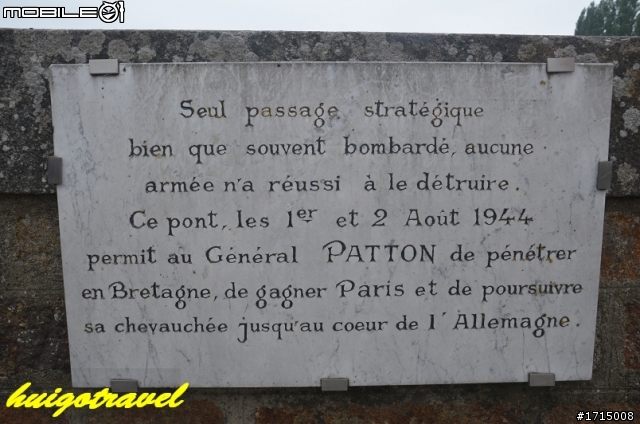 MOBILE01
Seul passage stratégique
bien que souvent bombardé, aucune
armée n'a réussi à le détruire.
Ce pont, les 1er et 2 Août 1944
permit au Général PATTON de pénétrer
en Bretagne, de gagner Paris et de poursuivre
sa chevauchée jusqu'au coeur de l'Allemagne.
huigotravel
#1715008